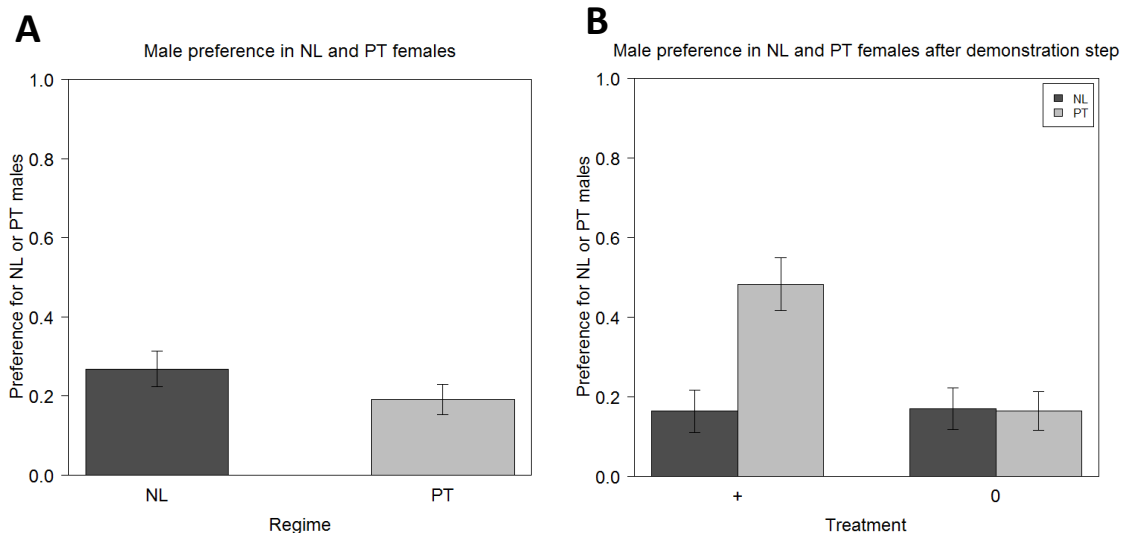 A
Male preference in NL and PT females
Preference for NL or PT males
1.0
0.8
0.6
0.4
0.2
0.0
NL
PT
Regime
B
Male preference in NL and PT females after demonstration step
Preference for NL or PT males
1.0
0.8
0.6
0.4
0.2
0.0
NL
PT
+
0
Treatment